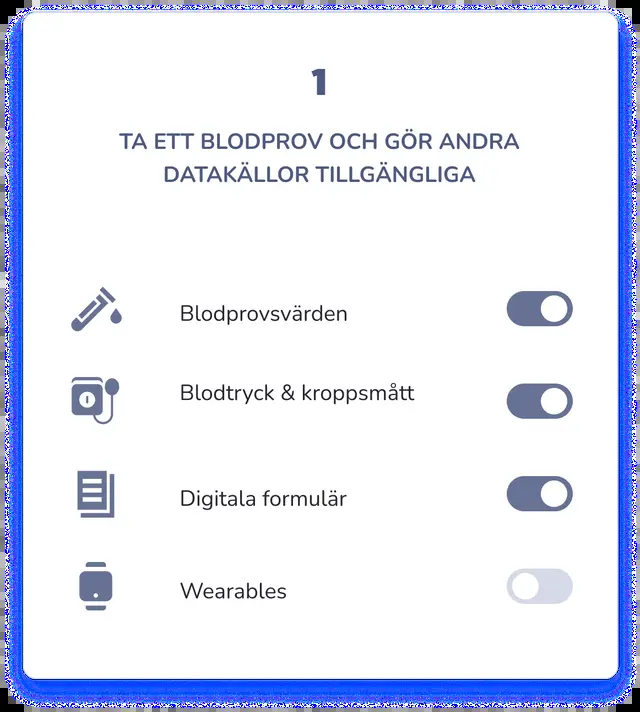 1
TA ETT BLODPROV OCH GÖR ANDRA
DATAKÄLLOR TILLGÄNGLIGA
Blodprovsvärden
Blodtryck & kroppsmått
Digitala formulär
Wearables